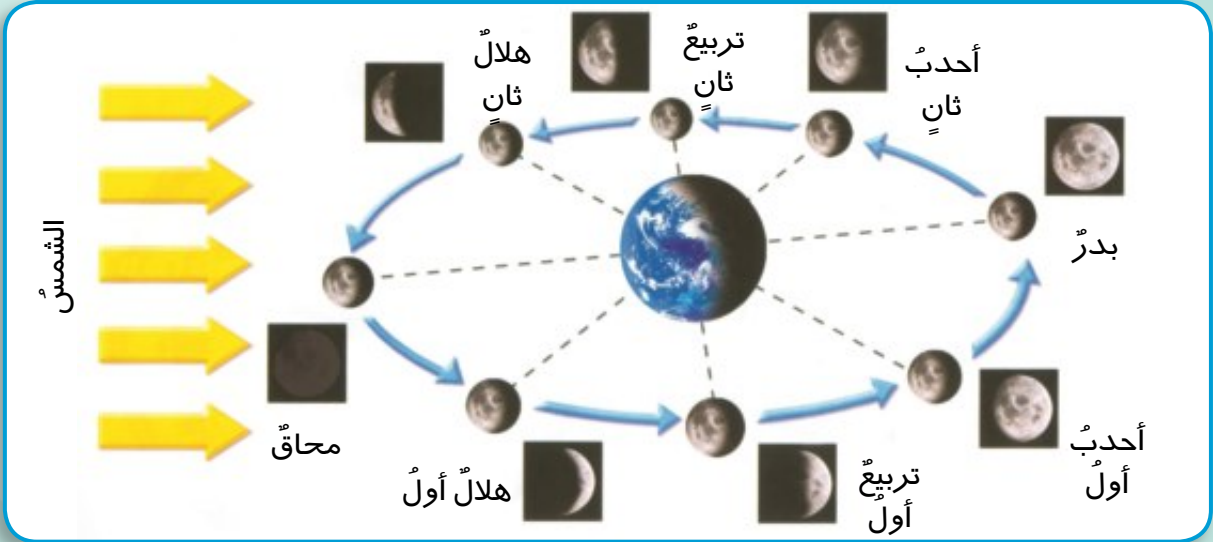 هلالٌ
ثانٍ
تربيعٌ
ثانٍ
أحدبُ
ثانٍ
بدرٌ
أحدبُ
أولُ
تربيعٌ
أولُ
هلالٌ أولُ
محاقٌ
الشمسُ